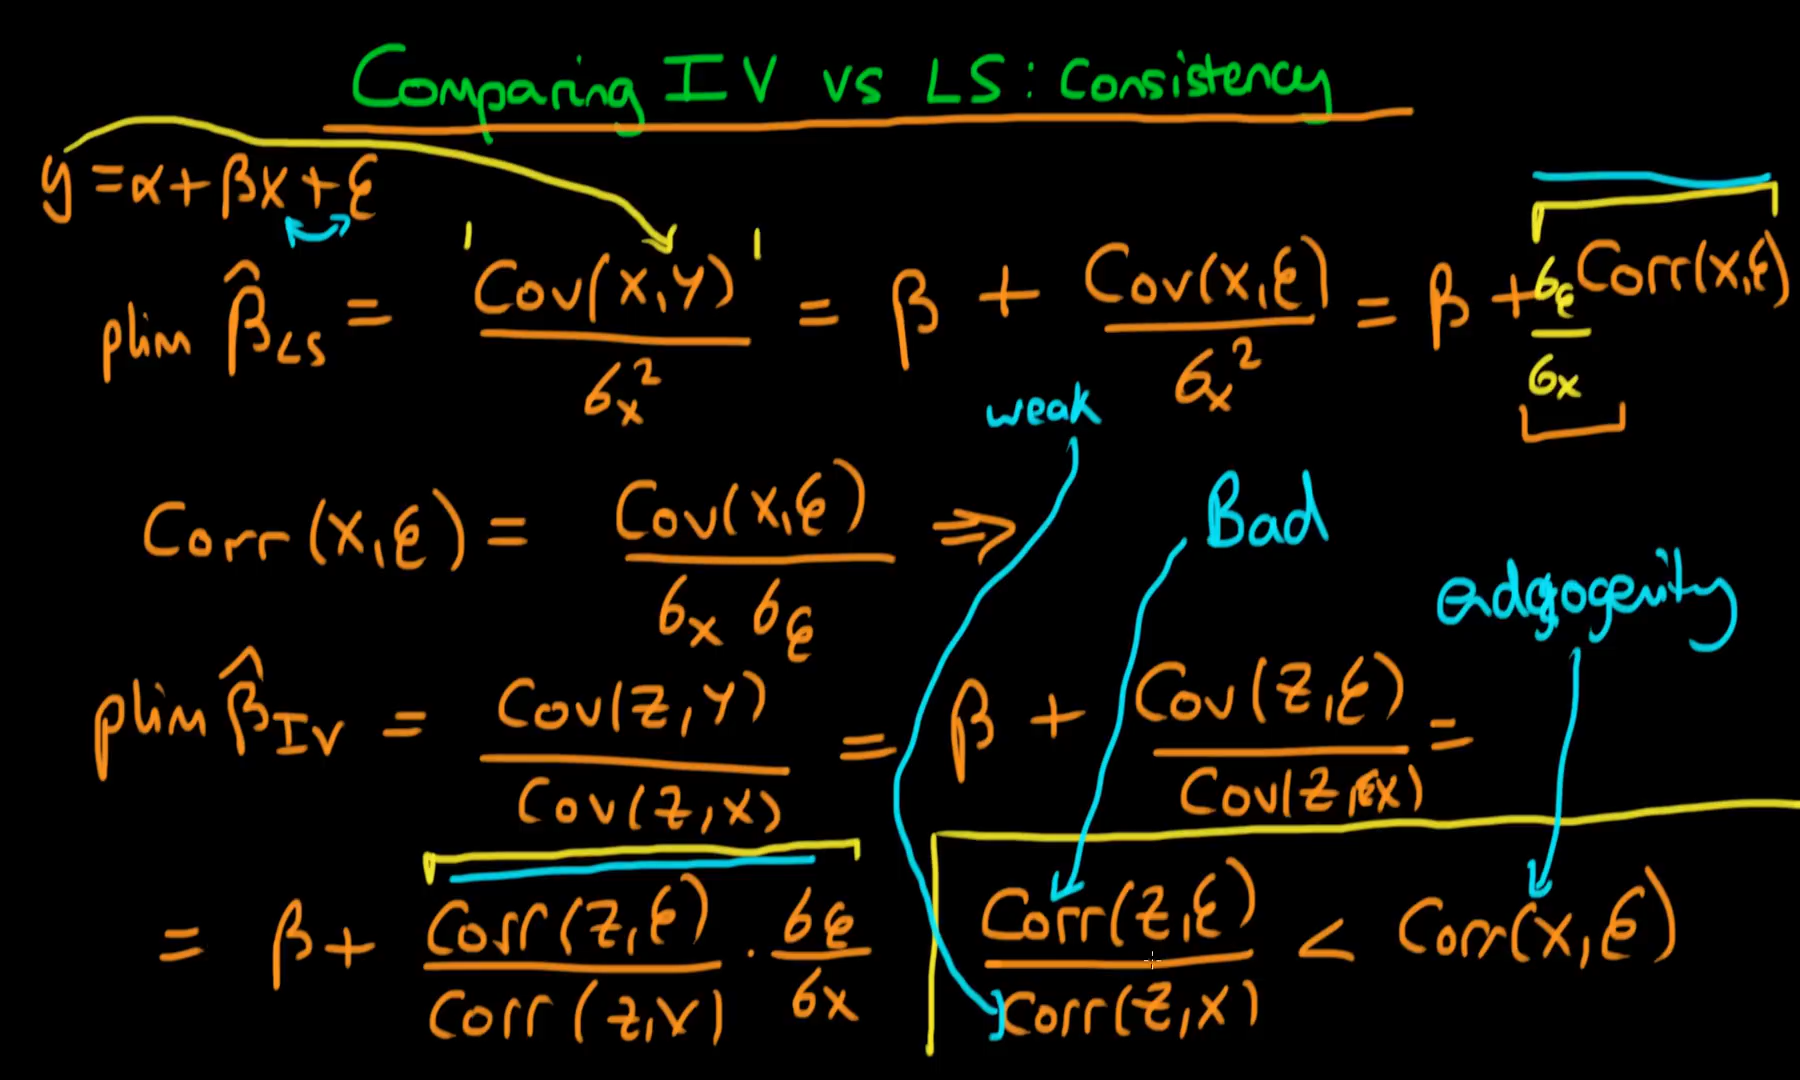 Comparing IV vs LS: Consistency
y = α + βx + ε
plim β̂_LS = Cov(x,y) / σ_x² = β + Cov(x,ε) / σ_x² = β + σ_ε / σ_x Corr(x,ε)
weak
Bad
Corr(x,ε) = Cov(x,ε) / σ_x σ_ε ⇒
plim β̂_IV = Cov(z,y) / Cov(z,x) = β + Cov(z,ε) / Cov(z,x) =
= β + Corr(z,ε) / Corr(z,x) · σ_ε / σ_x
Corr(z,ε) / Corr(z,x) < Corr(x,ε)